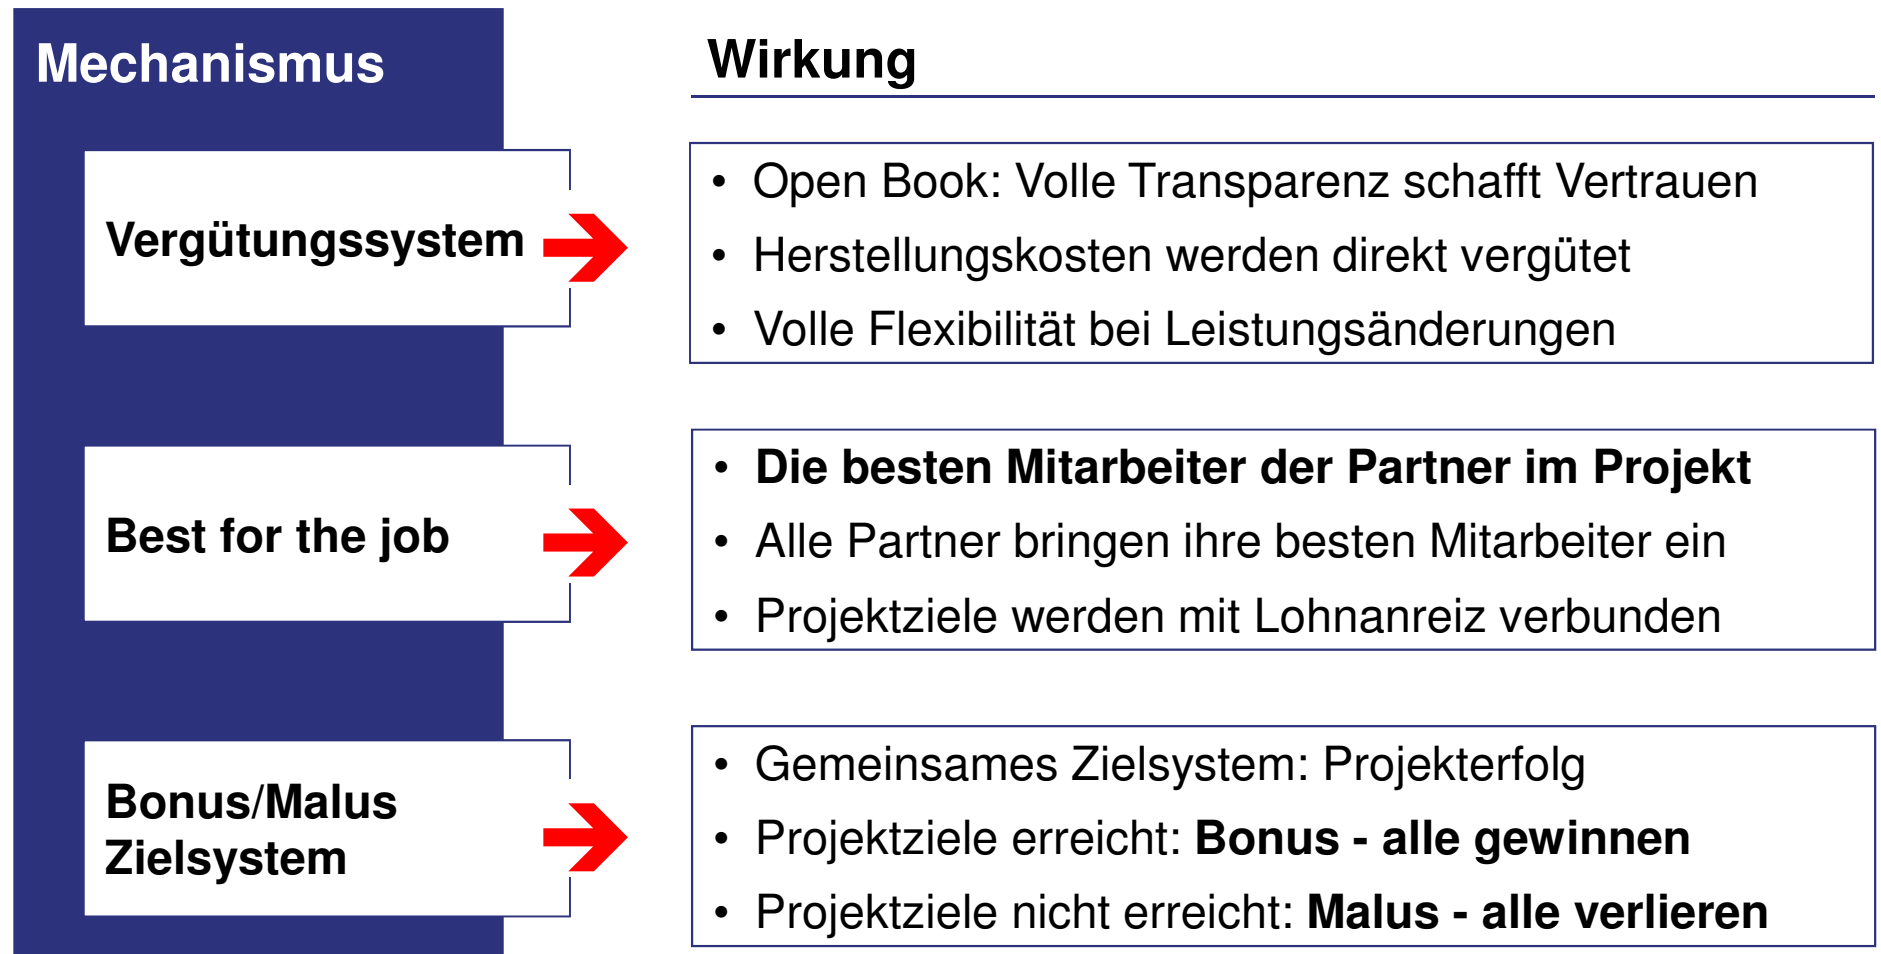 Mechanismus
Wirkung
Vergütungssystem
• Open Book: Volle Transparenz schafft Vertrauen
• Herstellungskosten werden direkt vergütet
• Volle Flexibilität bei Leistungsänderungen
Best for the job
• Die besten Mitarbeiter der Partner im Projekt
• Alle Partner bringen ihre besten Mitarbeiter ein
• Projektziele werden mit Lohnanreiz verbunden
Bonus/Malus
Zielsystem
• Gemeinsames Zielsystem: Projekterfolg
• Projektziele erreicht: Bonus - alle gewinnen
• Projektziele nicht erreicht: Malus - alle verlieren